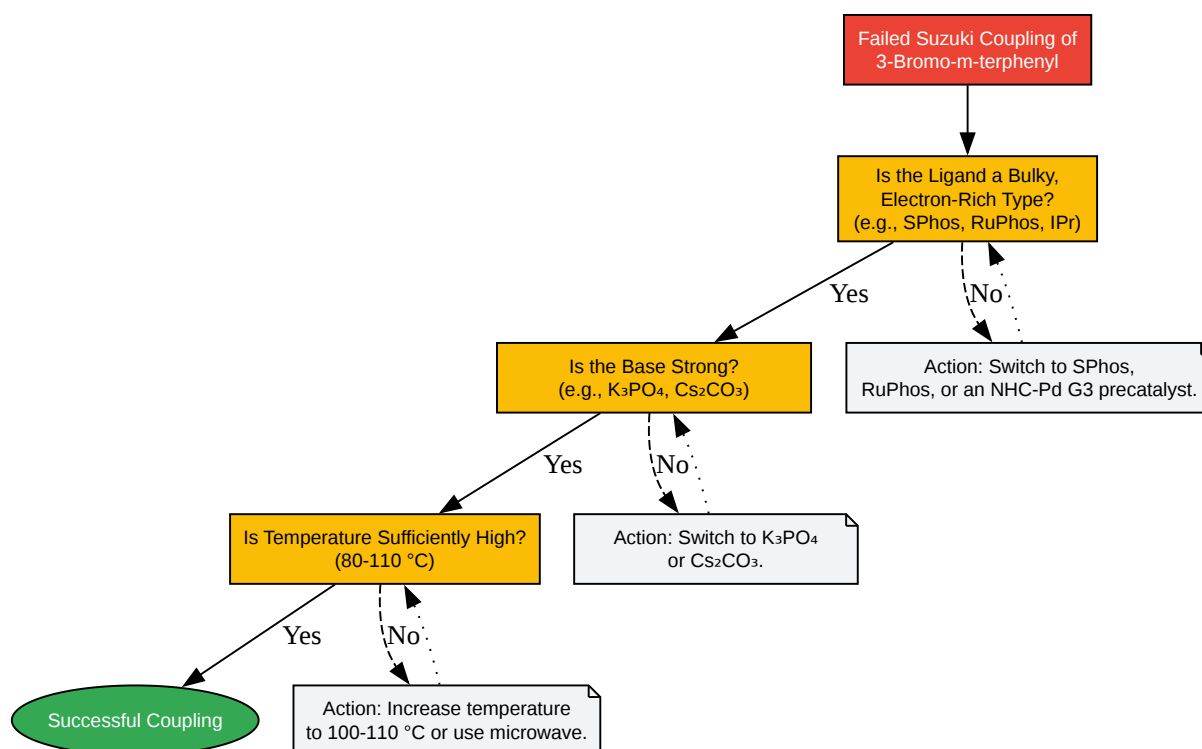 Failed Suzuki Coupling of
3-Bromo-m-terphenyl
Is the Ligand a Bulky,
Electron-Rich Type?
(e.g., SPhos, RuPhos, IPr)
Yes
No
Is the Base Strong?
(e.g., K₃PO₄, Cs₂CO₃)
Action: Switch to SPhos,
RuPhos, or an NHC-Pd G3 precatalyst.
Yes
No
Is Temperature Sufficiently High?
(80-110 °C)
Action: Switch to K₃PO₄
or Cs₂CO₃.
Yes
No
Successful Coupling
Action: Increase temperature
to 100-110 °C or use microwave.